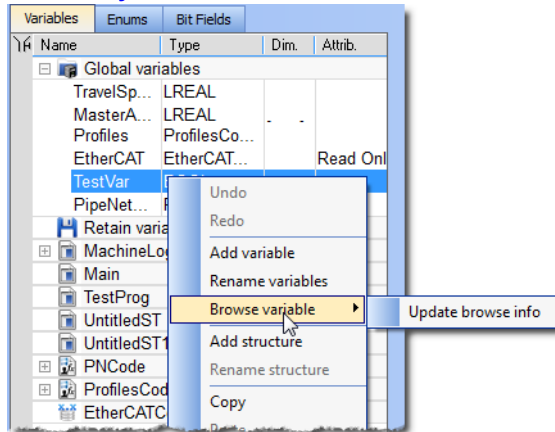 Variables Enums Bit Fields
Name Type Dim. Attrib.
Global variables
TravelSp... LREAL
MasterA... LREAL
Profiles ProfilesCo...
EtherCAT EtherCAT... Read Onl
TestVar
PipeNet...
Retain varia
MachineLo
Main
TestProg
UntitledST
UntitledST1
PNCode
ProfilesCod
EtherCATC
Undo
Redo
Add variable
Rename variables
Browse variable Update browse info
Add structure
Rename structure
Copy